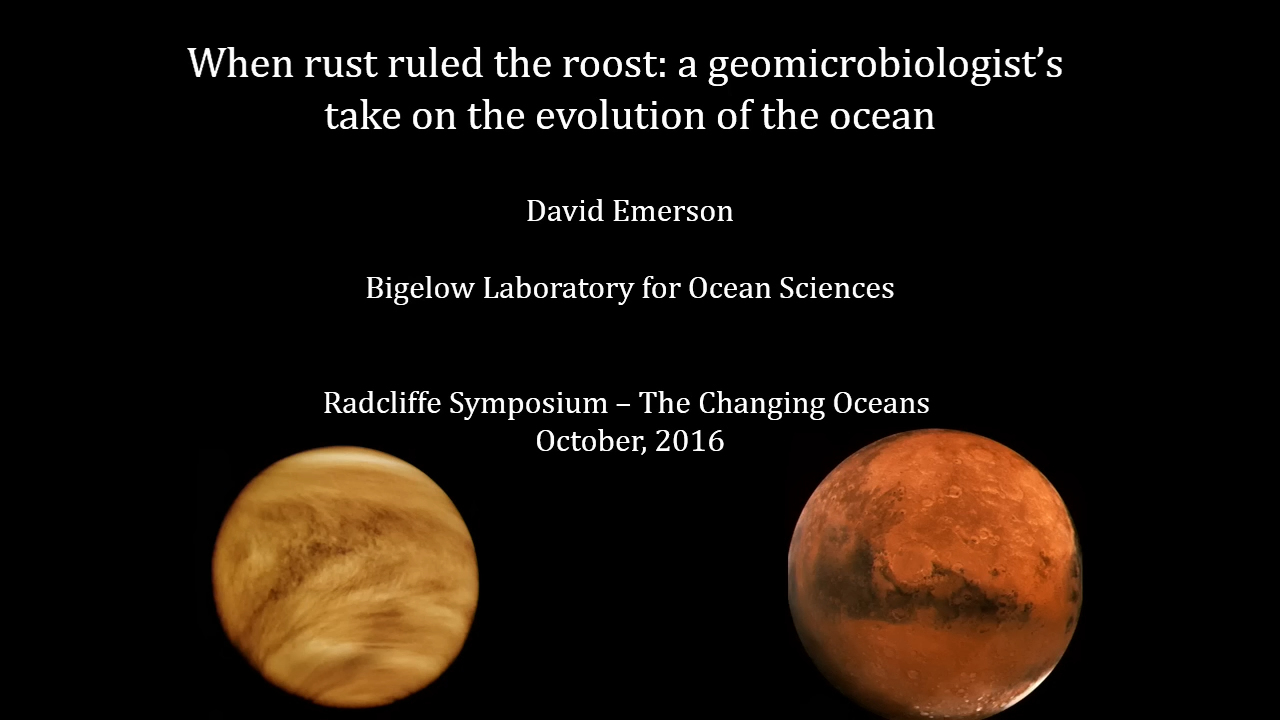 When rust ruled the roost: a geomicrobiologist’s
take on the evolution of the ocean
David Emerson
Bigelow Laboratory for Ocean Sciences
Radcliffe Symposium – The Changing Oceans
October, 2016